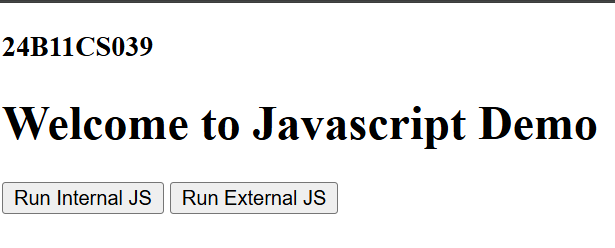 24B11CS039
Welcome to Javascript Demo
Run Internal JS Run External JS